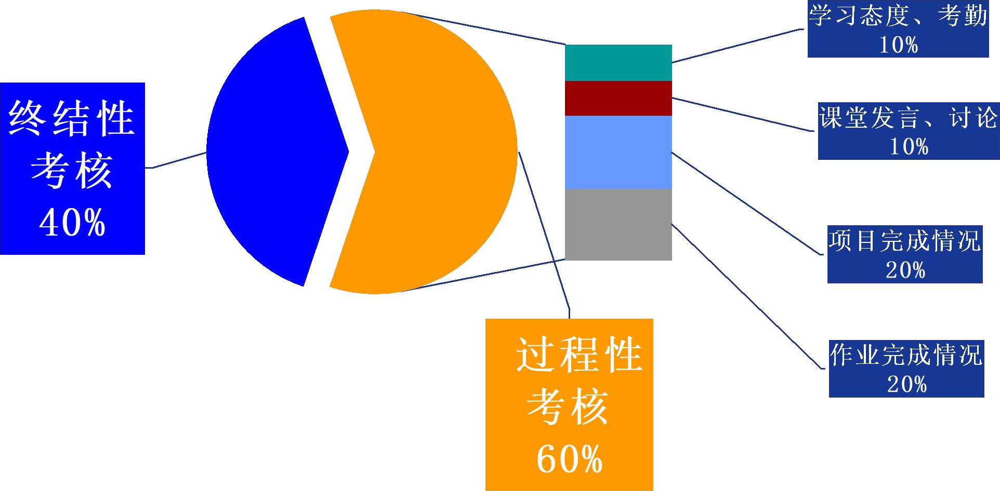 终结性
考核
40%
过程性
考核
60%
学习态度、考勤
10%
课堂发言、讨论
10%
项目完成情况
20%
作业完成情况
20%